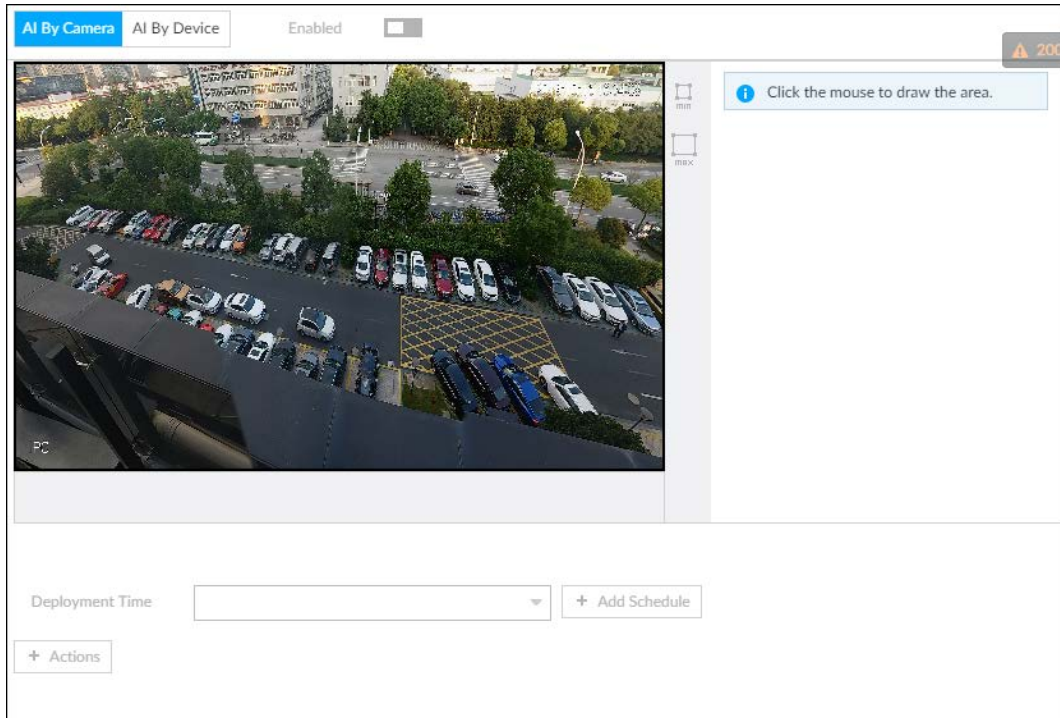 AI By Camera AI By Device Enabled
200
min
Click the mouse to draw the area.
max
IPC
Deployment Time + Add Schedule
+ Actions